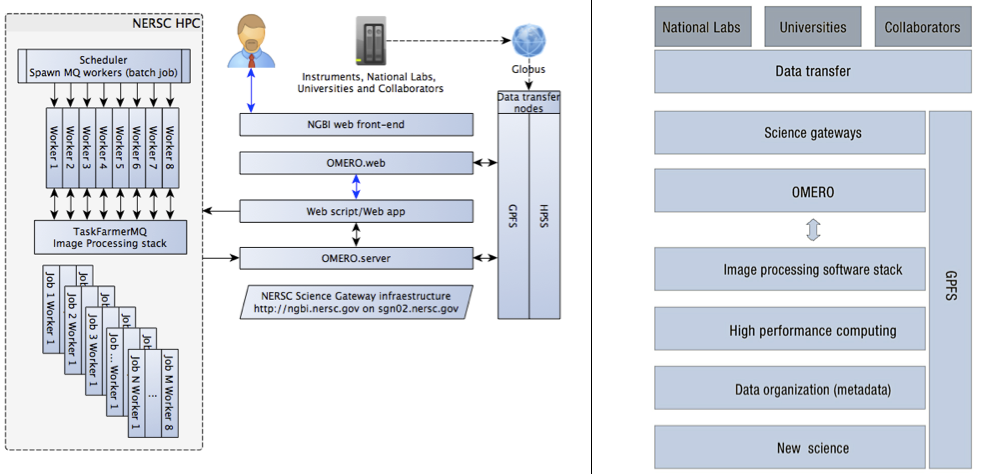 NERSC HPC
Scheduler
Spawn MQ workers (batch job)
Worker 1
Worker 2
Worker 3
Worker 4
Worker 5
Worker 6
Worker 7
Worker 8
TaskFarmerMQ
Image Processing stack
Job 1 Worker 1
Job
Job 2 Worker 1
Job
Job 3 Worker 1
Job
Job ... Worker 1
Job
Job N Worker 1
...
Job M Worker 8
Instruments, National Labs,
Universities and Collaborators
Globus
Data transfer
nodes
GPFS
HPSS
NGBI web front-end
OMERO.web
Web script/Web app
OMERO.server
NERSC Science Gateway infraestructure
http://ngbi.nersc.gov on sgn02.nersc.gov
National Labs
Universities
Collaborators
Data transfer
Science gateways
OMERO
Image processing software stack
High performance computing
Data organization (metadata)
New science
GPFS